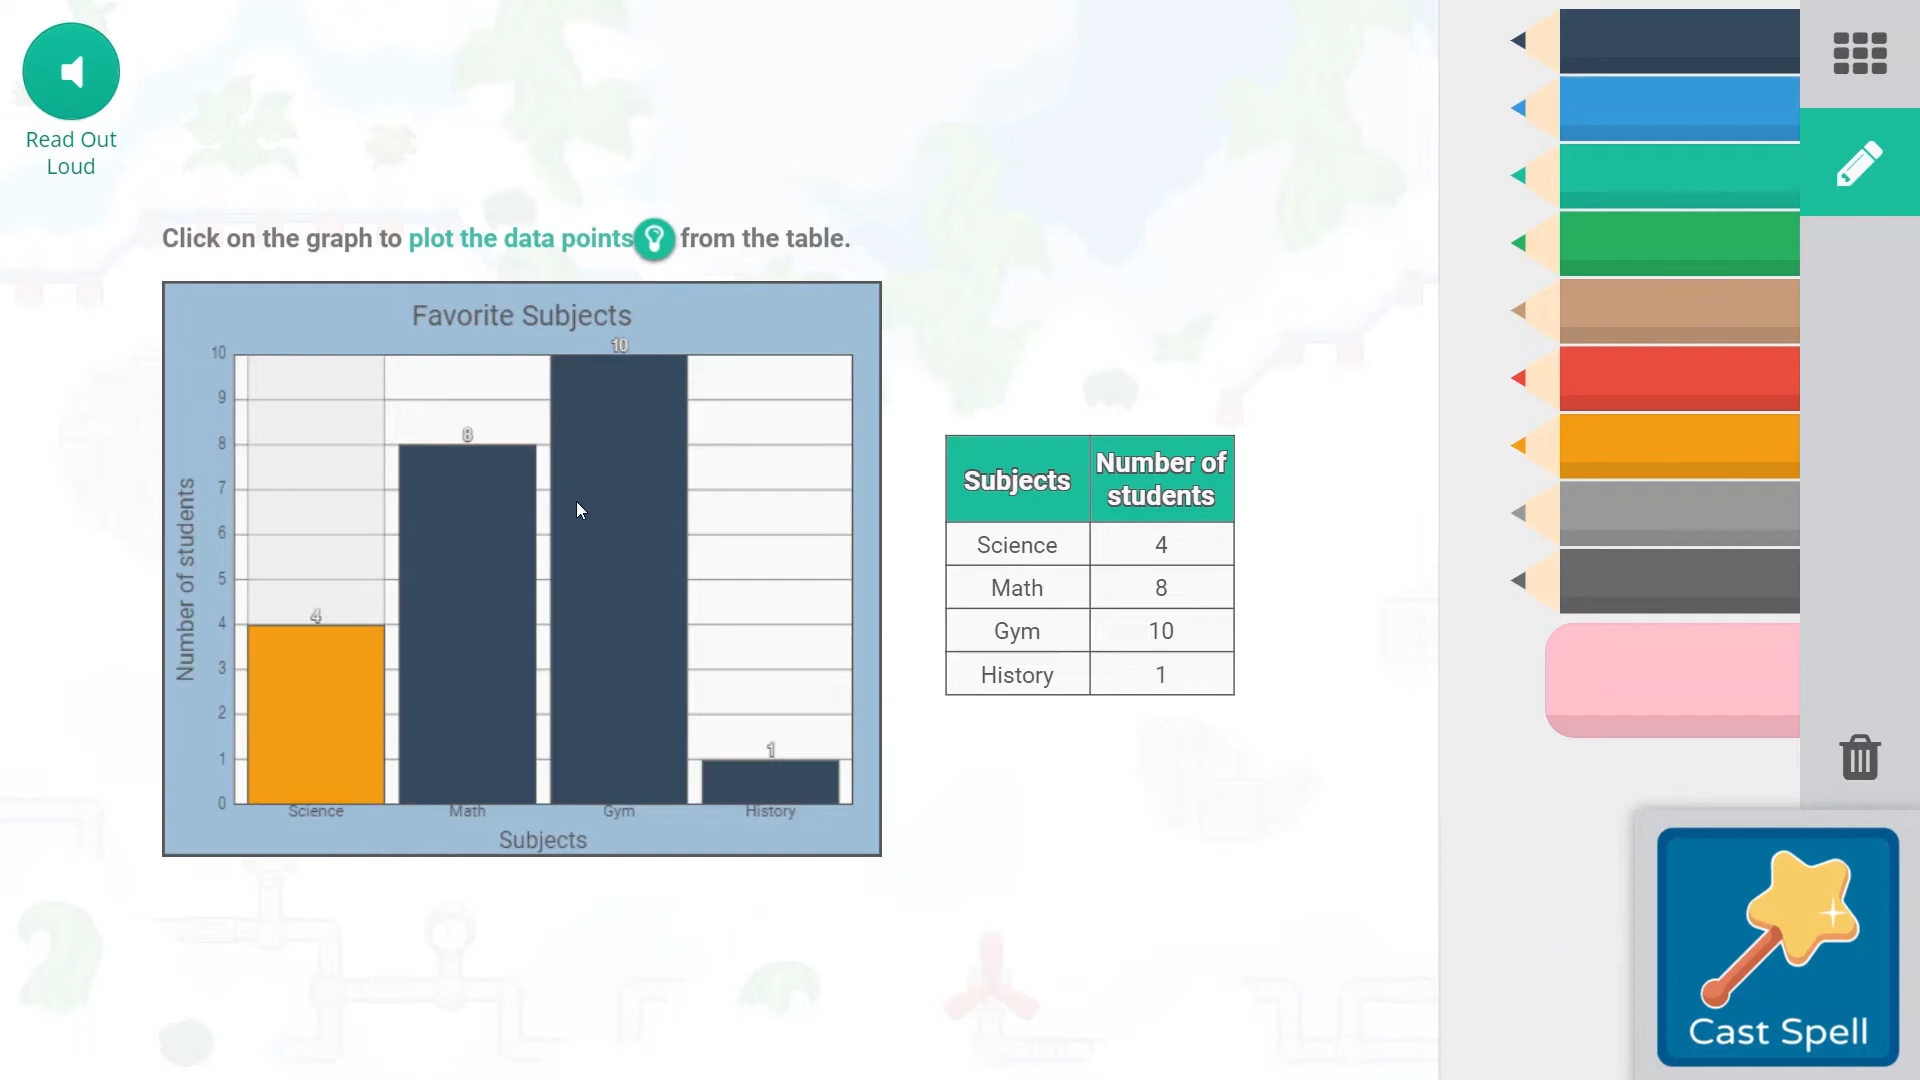 Read Out
Loud
Click on the graph to plot the data points from the table.
Favorite Subjects
10
9
8
7
6
5
4
3
2
1
0
Number of students
4
8
10
1
Science Math Gym History
Subjects
Subjects Number of students
Science 4
Math 8
Gym 10
History 1
Cast Spell